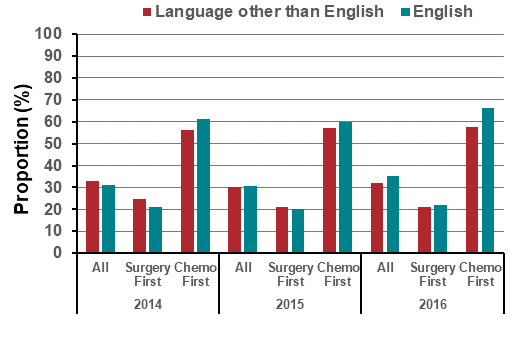 Language other than English English
Proportion (%)
100
90
80
70
60
50
40
30
20
10
0
All Surgery Chemo All Surgery Chemo All Surgery Chemo
First First First First First First
2014 2015 2016